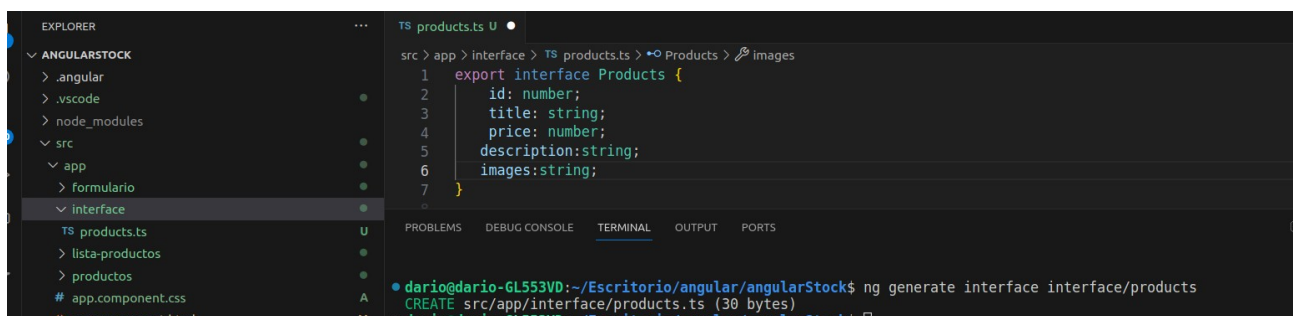 EXPLORER
ANGULARSTOCK
.angular
.vscode
node_modules
src
app
formulario
interface
TS products.ts U
lista-productos
productos
# app.component.css A
TS products.ts U
src > app > interface > TS products.ts > Products > images
1 export interface Products {
2 id: number;
3 title: string;
4 price: number;
5 description:string;
6 images:string;
7 }
PROBLEMS DEBUG CONSOLE TERMINAL OUTPUT PORTS
dario@dario-GL553VD:~/Escritorio/angular/angularStock$ ng generate interface interface/products
CREATE src/app/interface/products.ts (30 bytes)